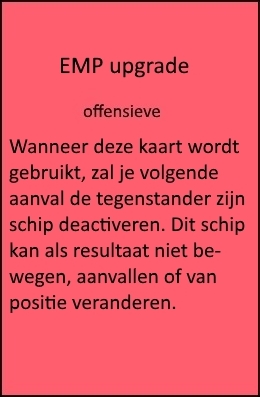 EMP upgrade
offensieve
Wanneer deze kaart wordt
gebruikt, zal je volgende
aanval de tegenstander zijn
schip deactiveren. Dit schip
kan als resultaat niet be-
wegen, aanvallen of van
positie veranderen.